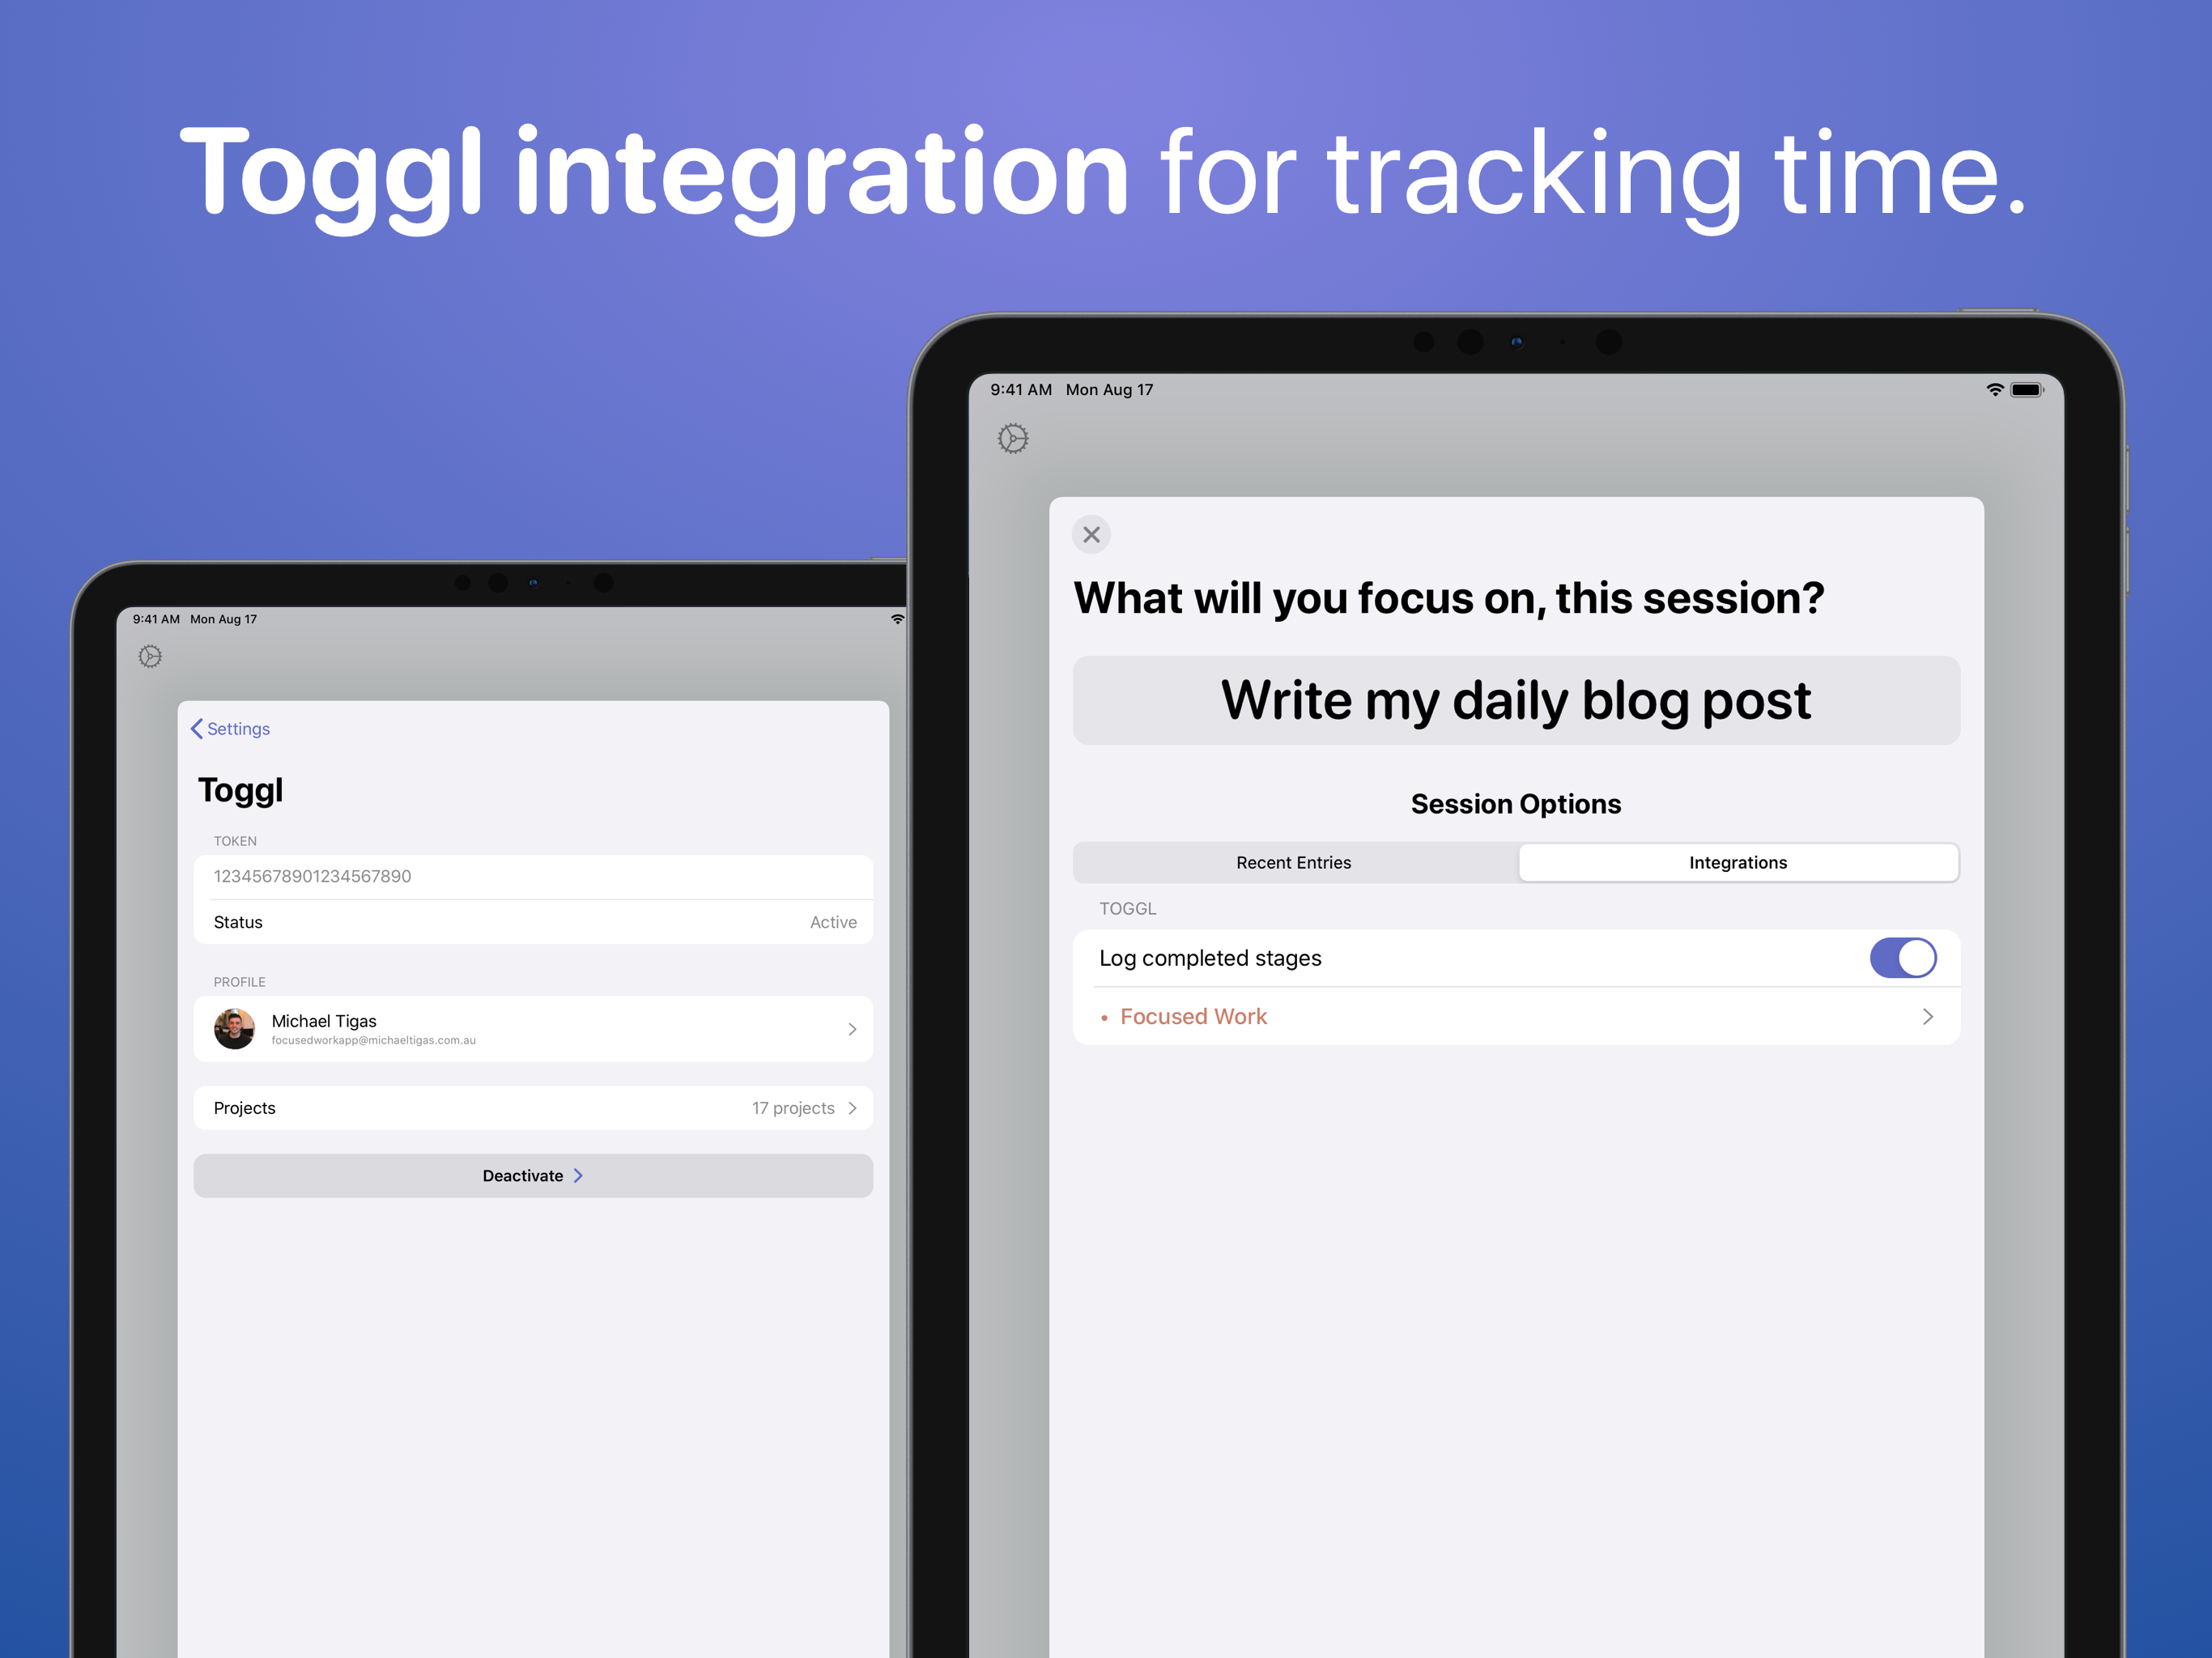 Toggl integration for tracking time.
9:41 AM Mon Aug 17
Settings
Toggl
TOKEN
12345678901234567890
Status Active
PROFILE
Michael Tigas
focusedworkapp@michaeltigas.com.au
Projects 17 projects
Deactivate
9:41 AM Mon Aug 17
What will you focus on, this session?
Write my daily blog post
Session Options
Recent Entries Integrations
TOGGL
Log completed stages
• Focused Work